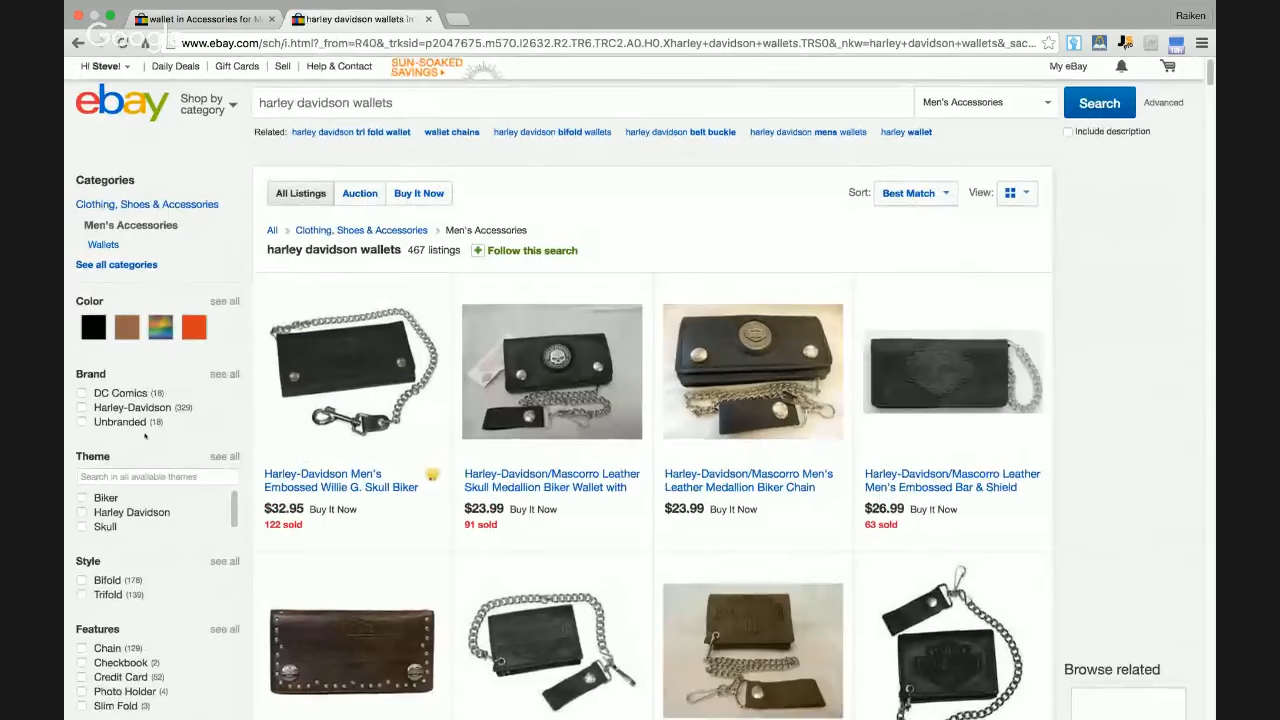 wallet in Accessories for M
harley davidson wallets in
Raiken
Google
www.ebay.com/sch/i.html?_from=R40&_trksid=p2047675.m570.l2632.R2.TR6.TRC2.A0.H0.Xharley+davidson+wallets.TRS0&_nkw=harley+davidson+wallets&_sac...
Hi Steve!
Daily Deals
Gift Cards
Sell
Help & Contact
SUN-SOAKED
SAVINGS
My eBay
ebay
Shop by
category
harley davidson wallets
Men's Accessories
Search
Advanced
Related: harley davidson tri fold wallet wallet chains harley davidson bifold wallets harley davidson belt buckle harley davidson mens wallets harley wallet
Include description
Categories
Clothing, Shoes & Accessories
Men's Accessories
Wallets
See all categories
Color see all
Brand see all
DC Comics (18)
Harley-Davidson (329)
Unbranded (18)
Theme see all
Search in all available themes
Biker
Harley Davidson
Skull
Style see all
Bifold (178)
Trifold (139)
Features see all
Chain (129)
Checkbook (2)
Credit Card (52)
Photo Holder (4)
Slim Fold (3)
All Listings Auction Buy It Now
Sort: Best Match View:
All Clothing, Shoes & Accessories Men's Accessories
harley davidson wallets 467 listings Follow this search
Harley-Davidson Men's
Embossed Willie G. Skull Biker
$32.95 Buy It Now
122 sold
Harley-Davidson/Mascorro Leather
Skull Medallion Biker Wallet with
$23.99 Buy It Now
91 sold
Harley-Davidson/Mascorro Men's
Leather Medallion Biker Chain
$23.99 Buy It Now
Harley-Davidson/Mascorro Leather
Men's Embossed Bar & Shield
$26.99 Buy It Now
63 sold
Browse related